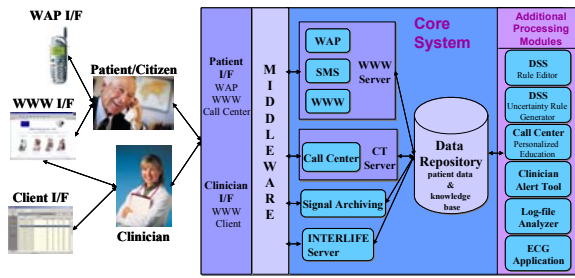 WAP I/F
Patient/Citizen
WWW I/F
Client I/F
Clinician
Patient
I/F
WAP
WWW
Call Center
Clinician
I/F
WWW
Client
MIDDLEWARE
Core
System
WAP
SMS
WWW
WWW
Server
Call Center
CT
Server
Signal Archiving
INTERLIFE
Server
Data
Repository
patient data
&
knowledge
base
Additional
Processing
Modules
DSS
Rule Editor
DSS
Uncertainty Rule
Generator
Call Center
Personalized
Education
Clinician
Alert Tool
Log-file
Analyzer
ECG
Application